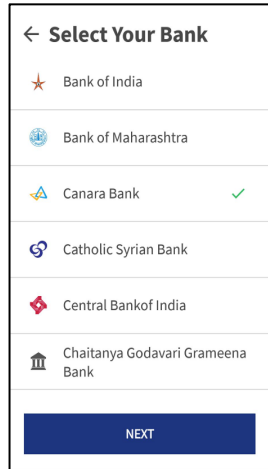 Select Your Bank
Bank of India
Bank of Maharashtra
Canara Bank
Catholic Syrian Bank
Central Bankof India
Chaitanya Godavari Grameena
Bank
NEXT